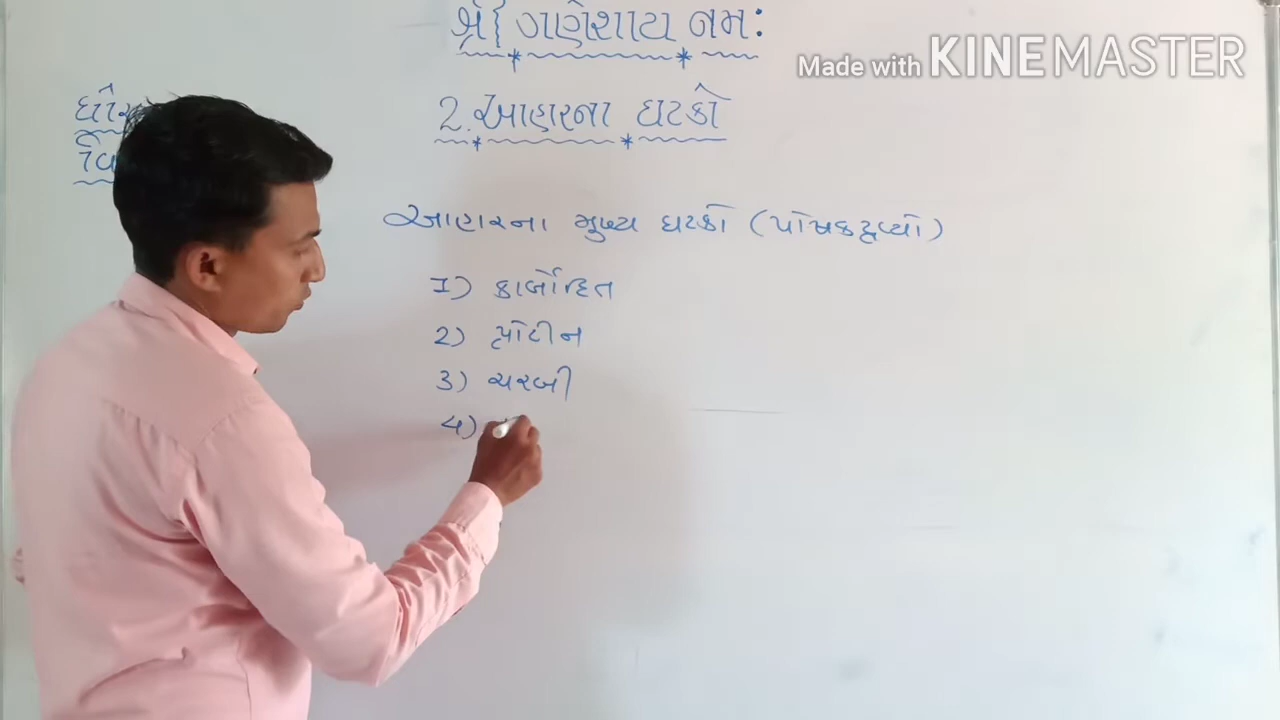 શ્રી ગણેશાય નમઃ
Made with KINEMASTER
2. આહારના ઘટકો
આહારના મુખ્ય ઘટકો (પોષકદ્રવ્યો)
1) કાર્બોદિત
2) પ્રોટીન
3) ચરબી
4)